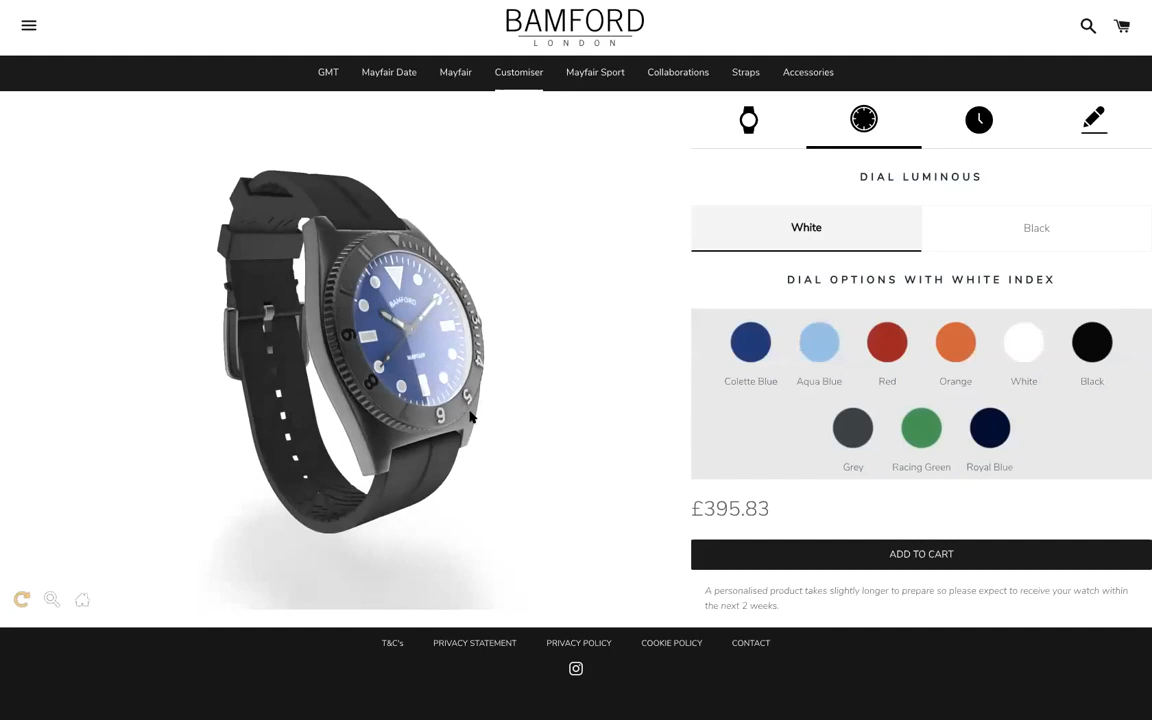 BAMFORD
LONDON
GMT Mayfair Date Mayfair Customiser Mayfair Sport Collaborations Straps Accessories
DIAL LUMINOUS
White Black
DIAL OPTIONS WITH WHITE INDEX
Colette Blue Aqua Blue Red Orange White Black
Grey Racing Green Royal Blue
BAMFORD
MAYFAIR
£395.83
ADD TO CART
A personalised product takes slightly longer to prepare so please expect to receive your watch within
the next 2 weeks.
T&C's PRIVACY STATEMENT PRIVACY POLICY COOKIE POLICY CONTACT